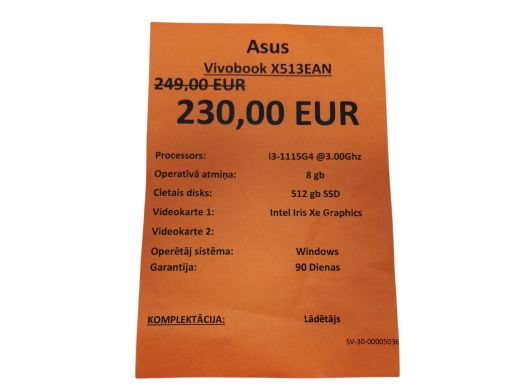 Asus
Vivobook X513EAN
249,00 EUR
230,00 EUR
Processors: i3-1115G4 @3.00Ghz
Operatīvā atmiņa: 8 gb
Cietais disks: 512 gb SSD
Videokarte 1: Intel Iris Xe Graphics
Videokarte 2:
Operētāj sistēma: Windows
Garantija: 90 Dienas
KOMPLEKTĀCIJA: Lādētājs
SV-30-00005036